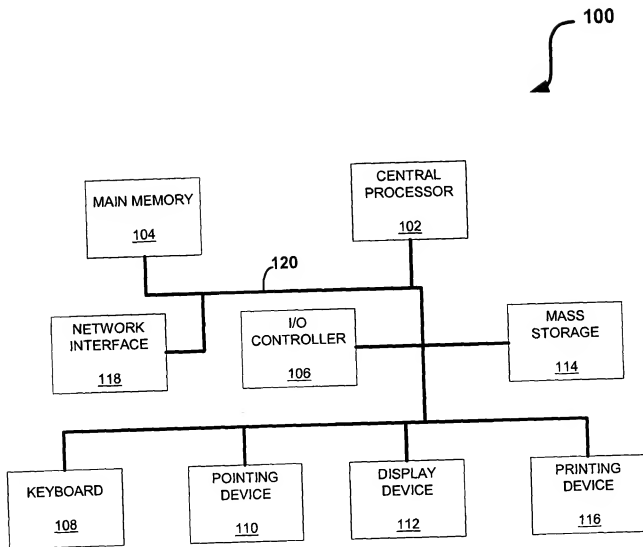 100
MAIN MEMORY
104
CENTRAL
PROCESSOR
102
120
NETWORK
INTERFACE
118
I/O
CONTROLLER
106
MASS
STORAGE
114
KEYBOARD
108
POINTING
DEVICE
110
DISPLAY
DEVICE
112
PRINTING
DEVICE
116